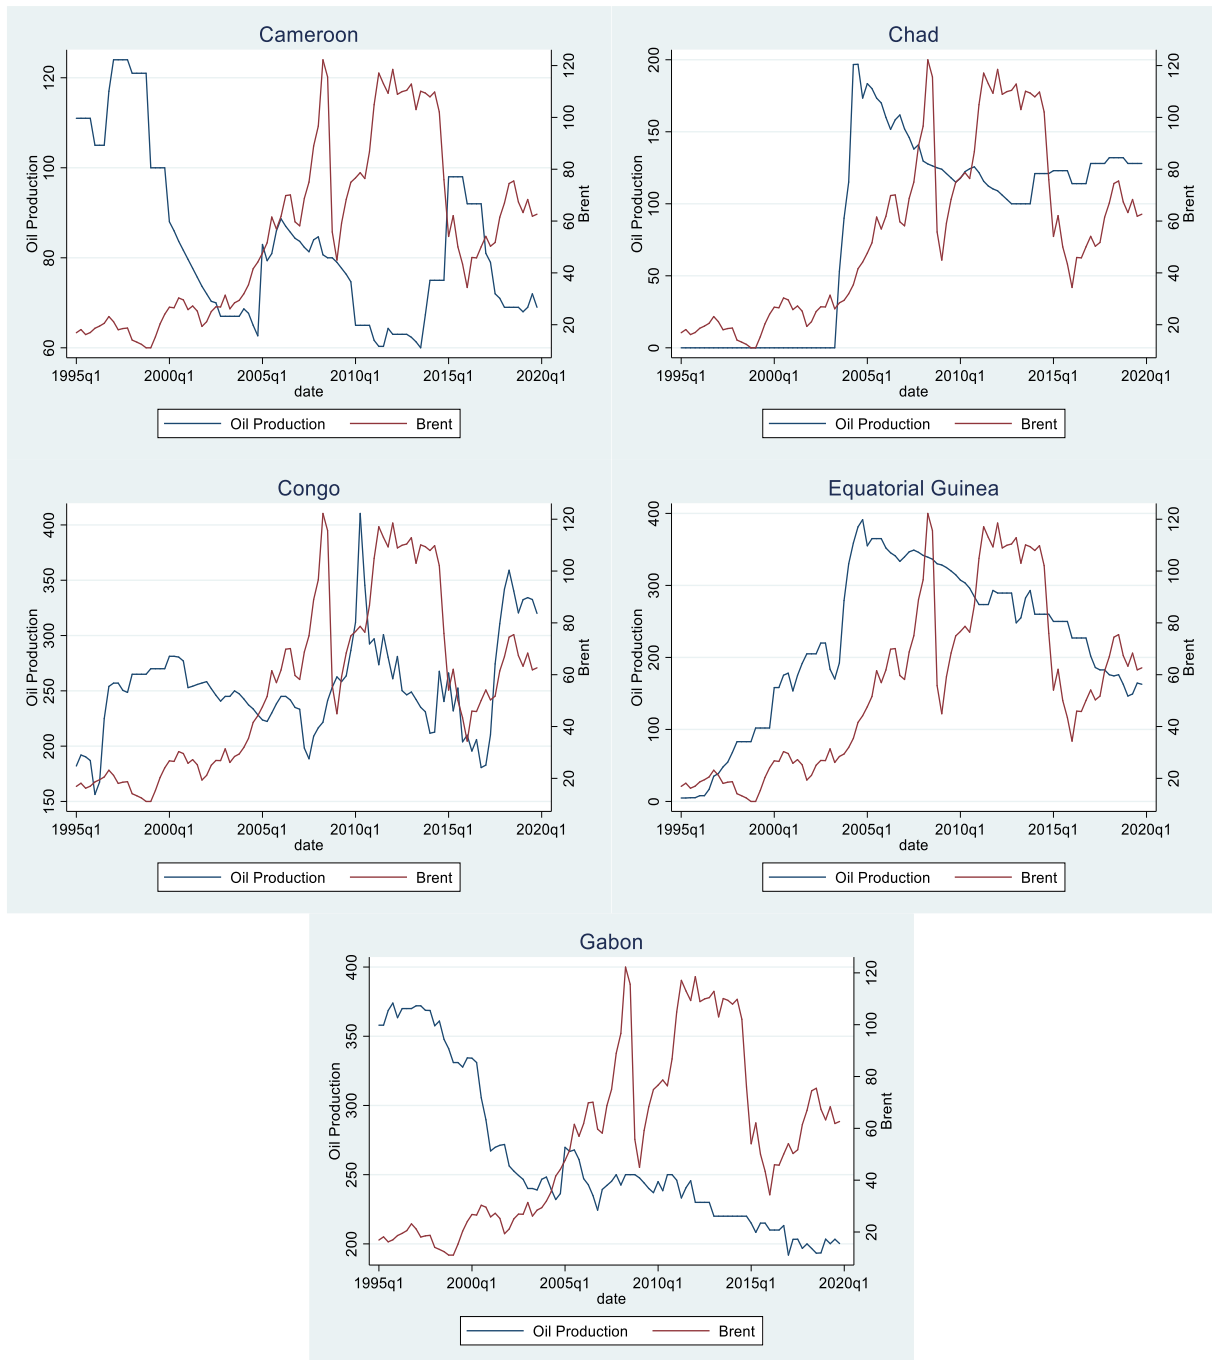 Cameroon
Oil Production
60 80 100 120
20 40 60 80 100 120
Brent
1995q1 2000q1 2005q1 2010q1 2015q1 2020q1
date
Oil Production Brent
Chad
Oil Production
0 50 100 150 200
20 40 60 80 100 120
Brent
1995q1 2000q1 2005q1 2010q1 2015q1 2020q1
date
Oil Production Brent
Congo
Oil Production
150 200 250 300 350 400
20 40 60 80 100 120
Brent
1995q1 2000q1 2005q1 2010q1 2015q1 2020q1
date
Oil Production Brent
Equatorial Guinea
Oil Production
0 100 200 300 400
20 40 60 80 100 120
Brent
1995q1 2000q1 2005q1 2010q1 2015q1 2020q1
date
Oil Production Brent
Gabon
Oil Production
200 250 300 350 400
20 40 60 80 100 120
Brent
1995q1 2000q1 2005q1 2010q1 2015q1 2020q1
date
Oil Production Brent